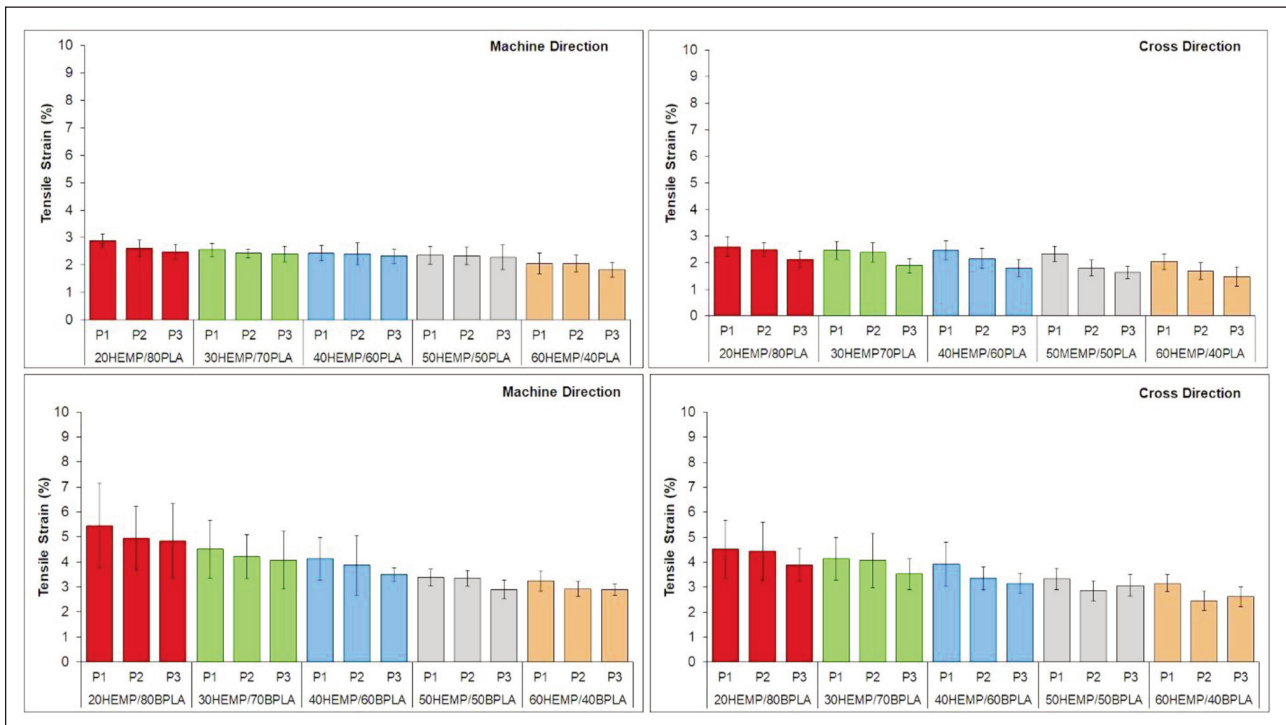 Machine Direction
Tensile Strain (%)
10
9
8
7
6
5
4
3
2
1
0
P1 P2 P3 P1 P2 P3 P1 P2 P3 P1 P2 P3 P1 P2 P3
20HEMP/80PLA 30HEMP/70PLA 40HEMP/60PLA 50HEMP/50PLA 60HEMP/40PLA
Cross Direction
Tensile Strain (%)
10
9
8
7
6
5
4
3
2
1
0
P1 P2 P3 P1 P2 P3 P1 P2 P3 P1 P2 P3 P1 P2 P3
20HEMP/80PLA 30HEMP70PLA 40HEMP/60PLA 50MEMP/50PLA 60HEMP/40PLA
Machine Direction
Tensile Strain (%)
10
9
8
7
6
5
4
3
2
1
0
P1 P2 P3 P1 P2 P3 P1 P2 P3 P1 P2 P3 P1 P2 P3
20HEMP/80BPLA 30HEMP/70BPLA 40HEMP/60BPLA 50HEMP/50BPLA 60HEMP/40BPLA
Cross Direction
Tensile Strain (%)
10
9
8
7
6
5
4
3
2
1
0
P1 P2 P3 P1 P2 P3 P1 P2 P3 P1 P2 P3 P1 P2 P3
20HEMP/80BPLA 30HEMP/70BPLA 40HEMP/60BPLA 50HEMP/50BPLA 60HEMP/40BPLA